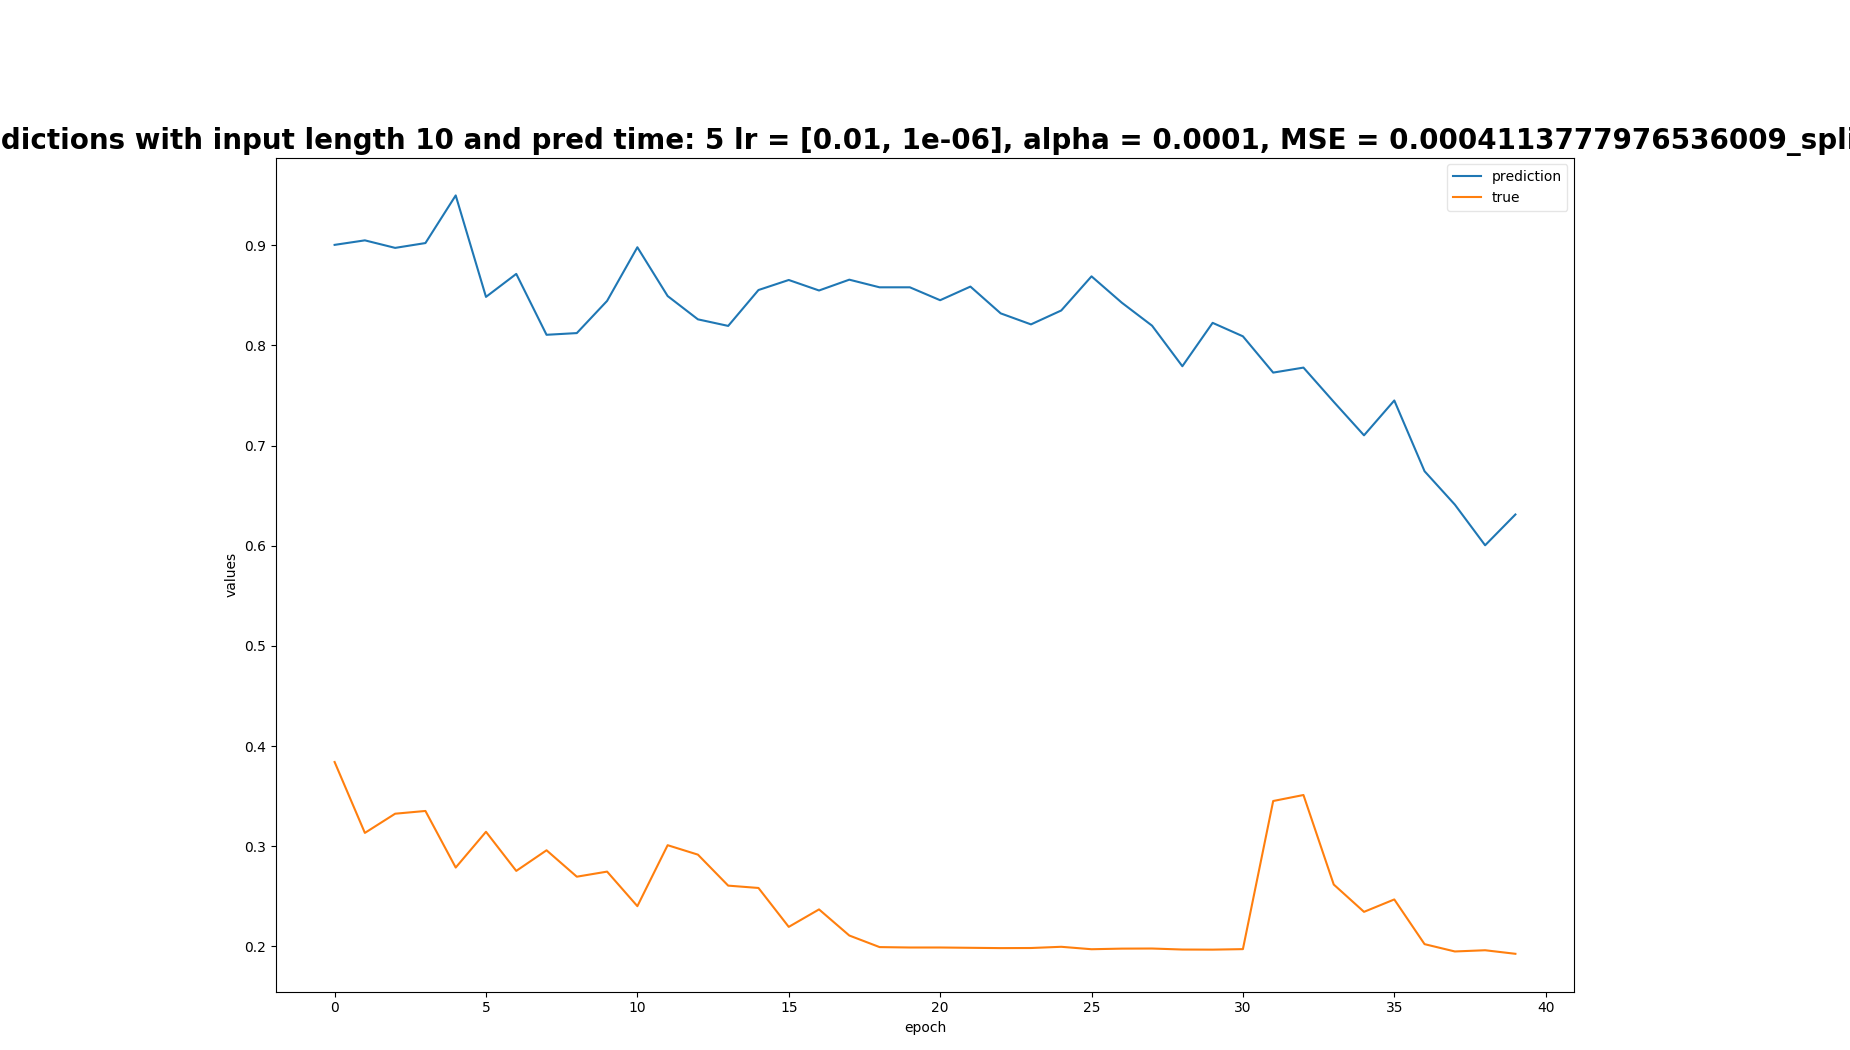 dictions with input length 10 and pred time: 5 lr = [0.01, 1e-06], alpha = 0.0001, MSE = 0.0004113777976536009_spli
prediction
true
0.9
0.8
0.7
0.6
0.5
0.4
0.3
0.2
values
0 5 10 15 20 25 30 35 40
epoch